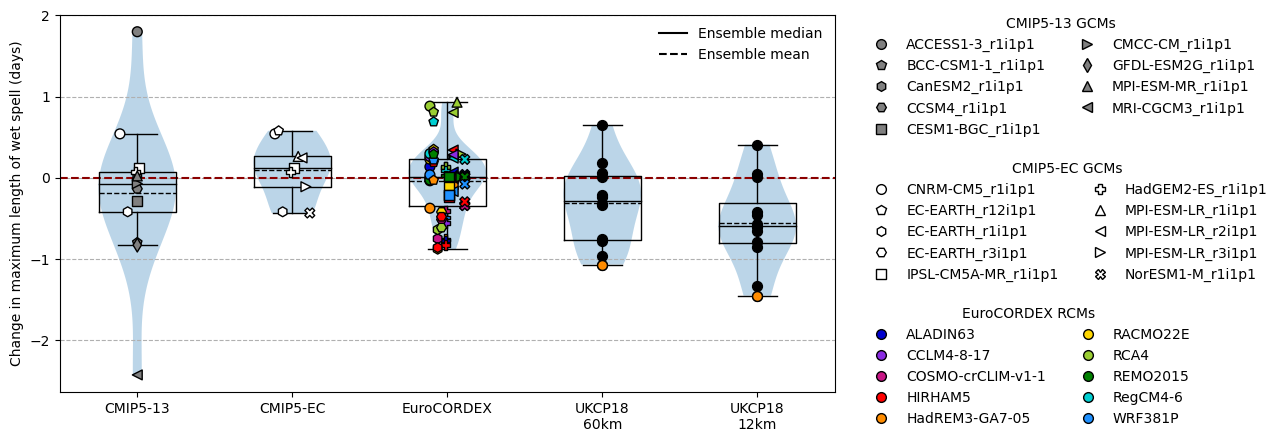 Change in maximum length of wet spell (days)
2
1
0
−1
−2
Ensemble median
Ensemble mean
CMIP5-13
CMIP5-EC
EuroCORDEX
UKCP18
60km
UKCP18
12km
CMIP5-13 GCMs
ACCESS1-3_r1i1p1
BCC-CSM1-1_r1i1p1
CanESM2_r1i1p1
CCSM4_r1i1p1
CESM1-BGC_r1i1p1
CMCC-CM_r1i1p1
GFDL-ESM2G_r1i1p1
MPI-ESM-MR_r1i1p1
MRI-CGCM3_r1i1p1
CMIP5-EC GCMs
CNRM-CM5_r1i1p1
EC-EARTH_r12i1p1
EC-EARTH_r1i1p1
EC-EARTH_r3i1p1
IPSL-CM5A-MR_r1i1p1
HadGEM2-ES_r1i1p1
MPI-ESM-LR_r1i1p1
MPI-ESM-LR_r2i1p1
MPI-ESM-LR_r3i1p1
NorESM1-M_r1i1p1
EuroCORDEX RCMs
ALADIN63
CCLM4-8-17
COSMO-crCLIM-v1-1
HIRHAM5
HadREM3-GA7-05
RACMO22E
RCA4
REMO2015
RegCM4-6
WRF381P